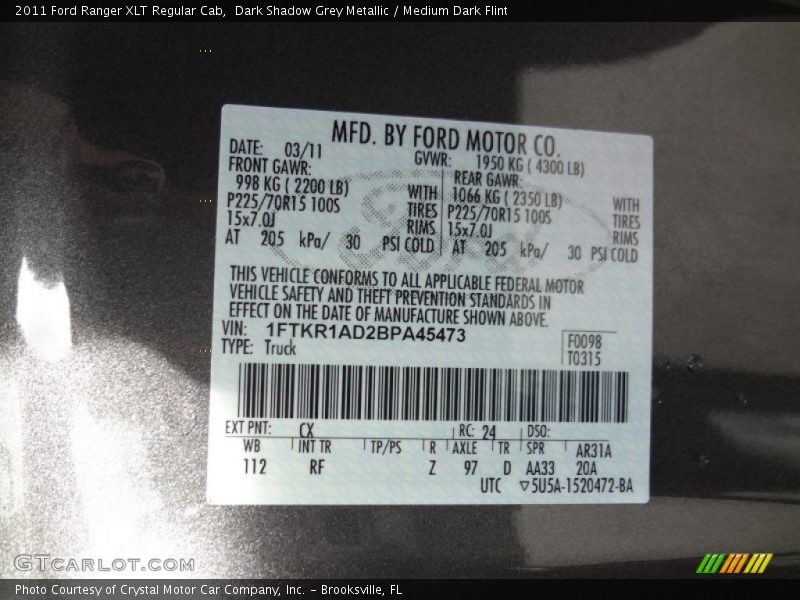 2011 Ford Ranger XLT Regular Cab,  Dark Shadow Grey Metallic / Medium Dark Flint
MFD. BY FORD MOTOR CO.
DATE: 03/11 GVWR: 1950 KG ( 4300 LB)
FRONT GAWR: REAR GAWR:
998 KG ( 2200 LB) WITH 1066 KG ( 2350 LB) WITH
P225/70R15 100S TIRES P225/70R15 100S TIRES
15x7.0J RIMS 15x7.0J RIMS
AT 205 kPa/ 30 PSI COLD AT 205 kPa/ 30 PSI COLD
THIS VEHICLE CONFORMS TO ALL APPLICABLE FEDERAL MOTOR
VEHICLE SAFETY AND THEFT PREVENTION STANDARDS IN
EFFECT ON THE DATE OF MANUFACTURE SHOWN ABOVE.
VIN: 1FTKR1AD2BPA45473
TYPE: Truck
F0098
T0315
EXT PNT: CX RC: 24 DSO:
WB INT TR TP/PS R AXLE TR SPR AR31A
112 RF Z 97 D AA33 20A
UTC ▽5U5A-1520472-BA
GTCARLOT.COM
Photo Courtesy of Crystal Motor Car Company, Inc. – Brooksville, FL